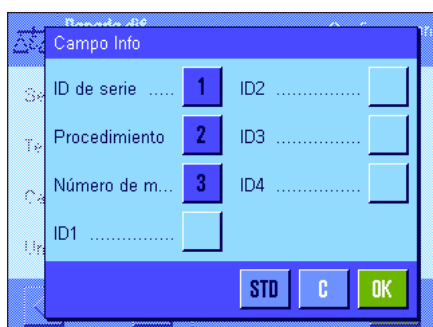 Campo Info
ID de serie ..... 1
ID2 ...............
Procedimiento 2
ID3 ...............
Número de m... 3
ID4 ...............
ID1 ...............
STD C OK